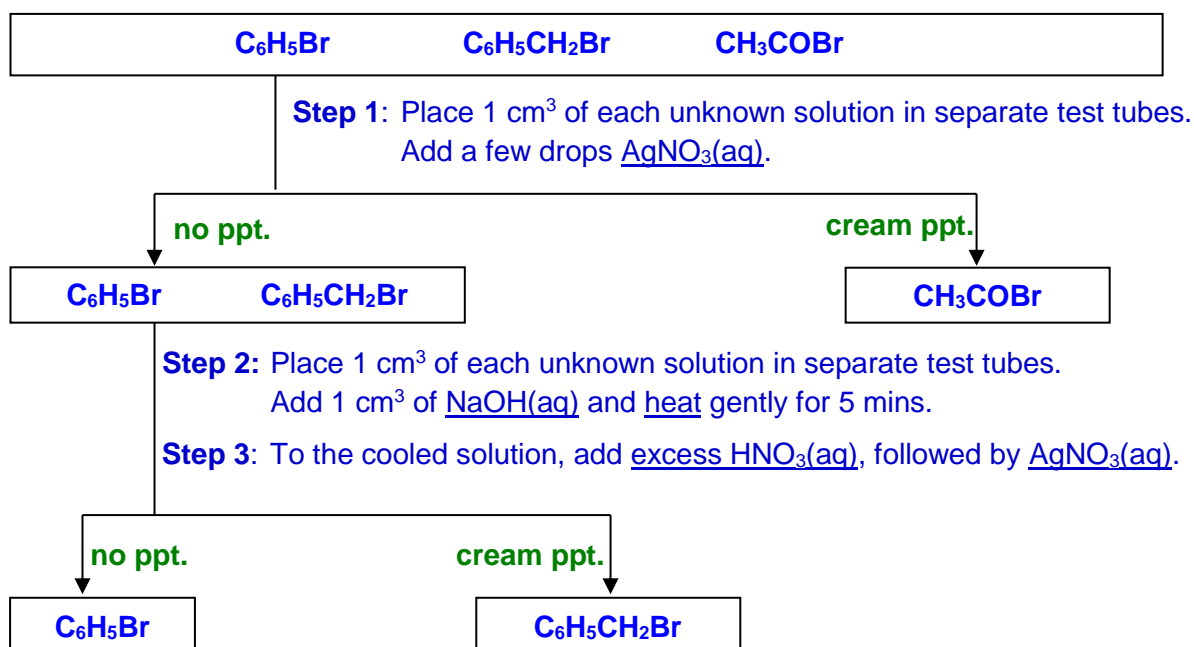 C₆H₅Br C₆H₅CH₂Br CH₃COBr
Step 1: Place 1 cm³ of each unknown solution in separate test tubes.
Add a few drops AgNO₃(aq).
no ppt. cream ppt.
C₆H₅Br C₆H₅CH₂Br CH₃COBr
Step 2: Place 1 cm³ of each unknown solution in separate test tubes.
Add 1 cm³ of NaOH(aq) and heat gently for 5 mins.
Step 3: To the cooled solution, add excess HNO₃(aq), followed by AgNO₃(aq).
no ppt. cream ppt.
C₆H₅Br C₆H₅CH₂Br